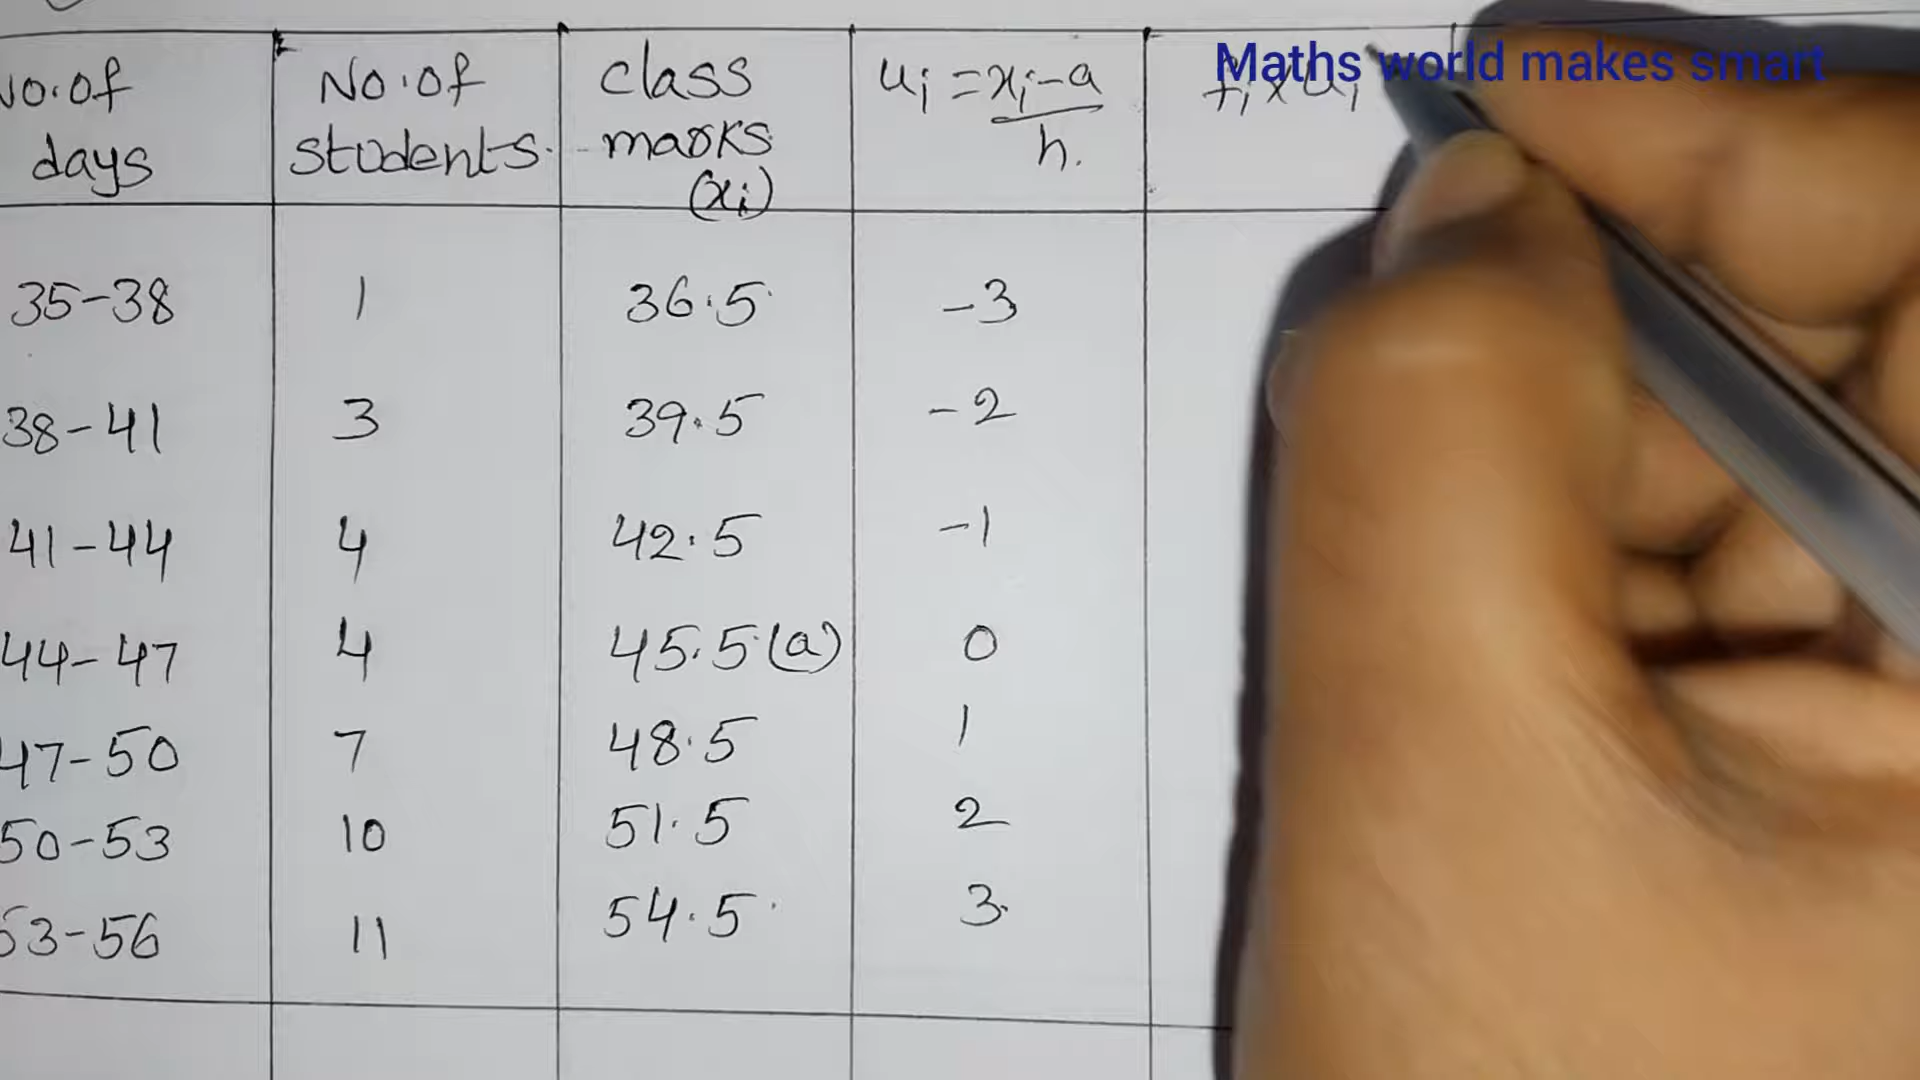 No. of days No. of students. class marks (xi) ui = xi-a / h. fi x ui
Maths world makes smart
35-38 1 36.5 -3
38-41 3 39.5 -2
41-44 4 42.5 -1
44-47 4 45.5 (a) 0
47-50 7 48.5 1
50-53 10 51.5 2
53-56 11 54.5 3.